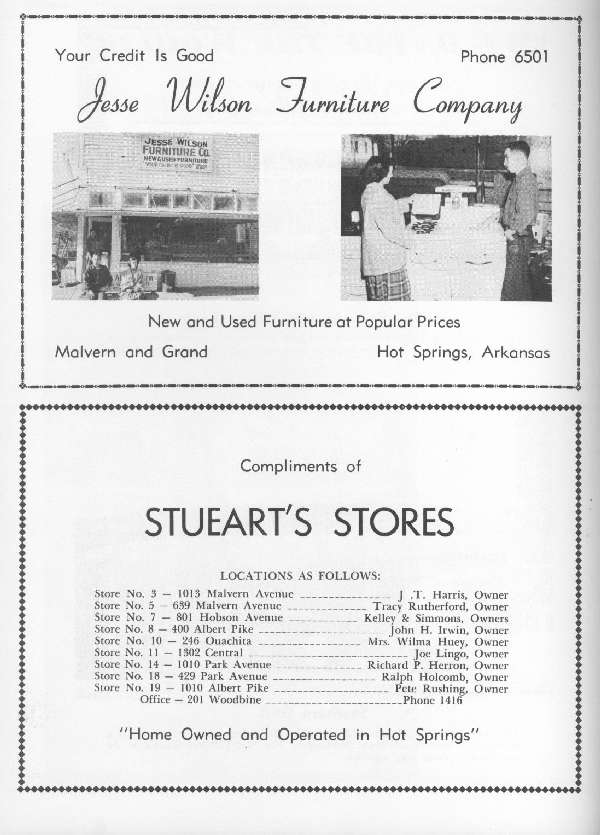 Your Credit Is Good Phone 6501
Jesse Wilson Furniture Company
JESSE WILSON
FURNITURE CO.
NEW & USED FURNITURE
New and Used Furniture at Popular Prices
Malvern and Grand Hot Springs, Arkansas
Compliments of
STUEART'S STORES
LOCATIONS AS FOLLOWS:
Store No. 3 — 1013 Malvern Avenue ---------------- J .T. Harris, Owner
Store No. 5 — 639 Malvern Avenue -------------- Tracy Rutherford, Owner
Store No. 7 — 801 Hobson Avenue ------------ Kelley & Simmons, Owners
Store No. 8 — 400 Albert Pike ----------------------- John H. Irwin, Owner
Store No. 10 — 246 Ouachita ------------------ Mrs. Wilma Huey, Owner
Store No. 11 — 1302 Central ---------------------------- Joe Lingo, Owner
Store No. 14 — 1010 Park Avenue --------------- Richard P. Herron, Owner
Store No. 18 — 429 Park Avenue ------------------ Ralph Holcomb, Owner
Store No. 19 — 1010 Albert Pike -------------------- Pete Rushing, Owner
Office — 201 Woodbine ------------------------Phone 1416
"Home Owned and Operated in Hot Springs"